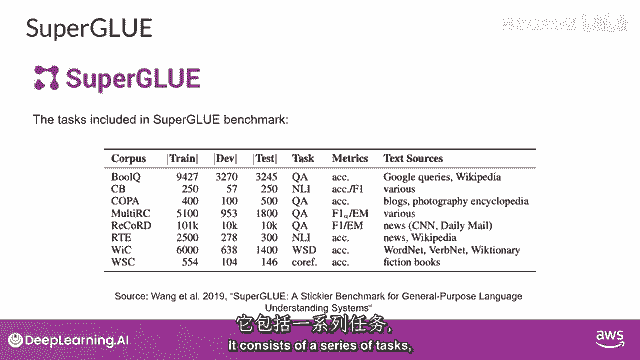 SuperGLUE
SuperGLUE
The tasks included in SuperGLUE benchmark:
Corpus |Train| |Dev| |Test| Task Metrics Text Sources
BoolQ 9427 3270 3245 QA acc. Google queries, Wikipedia
CB 250 57 250 NLI acc./F1 various
COPA 400 100 500 QA acc. blogs, photography encyclopedia
MultiRC 5100 953 1800 QA F1a/EM various
ReCoRD 101k 10k 10k QA F1/EM news (CNN, Daily Mail)
RTE 2500 278 300 NLI acc. news, Wikipedia
WiC 6000 638 1400 WSD acc. WordNet, VerbNet, Wiktionary
WSC 554 104 146 coref. acc. fiction books
Source: Wang et al. 2019, "SuperGLUE: A Stickier Benchmark for General-Purpose Language
Understanding Systems"
它包括一系列任务,
It consists of a series of tasks,
DeepLearning.AI
aws